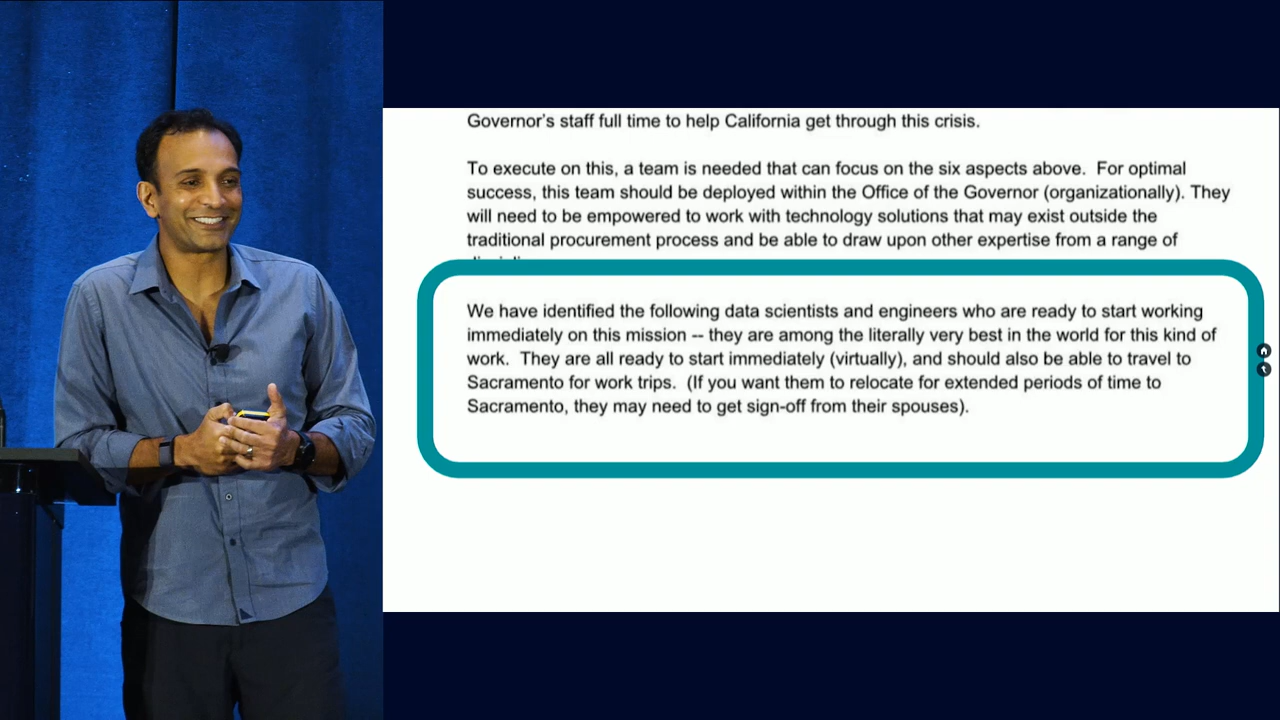 Governor's staff full time to help California get through this crisis.
To execute on this, a team is needed that can focus on the six aspects above.  For optimal
success, this team should be deployed within the Office of the Governor (organizationally). They
will need to be empowered to work with technology solutions that may exist outside the
traditional procurement process and be able to draw upon other expertise from a range of
We have identified the following data scientists and engineers who are ready to start working
immediately on this mission -- they are among the literally very best in the world for this kind of
work.  They are all ready to start immediately (virtually), and should also be able to travel to
Sacramento for work trips.  (If you want them to relocate for extended periods of time to
Sacramento, they may need to get sign-off from their spouses).